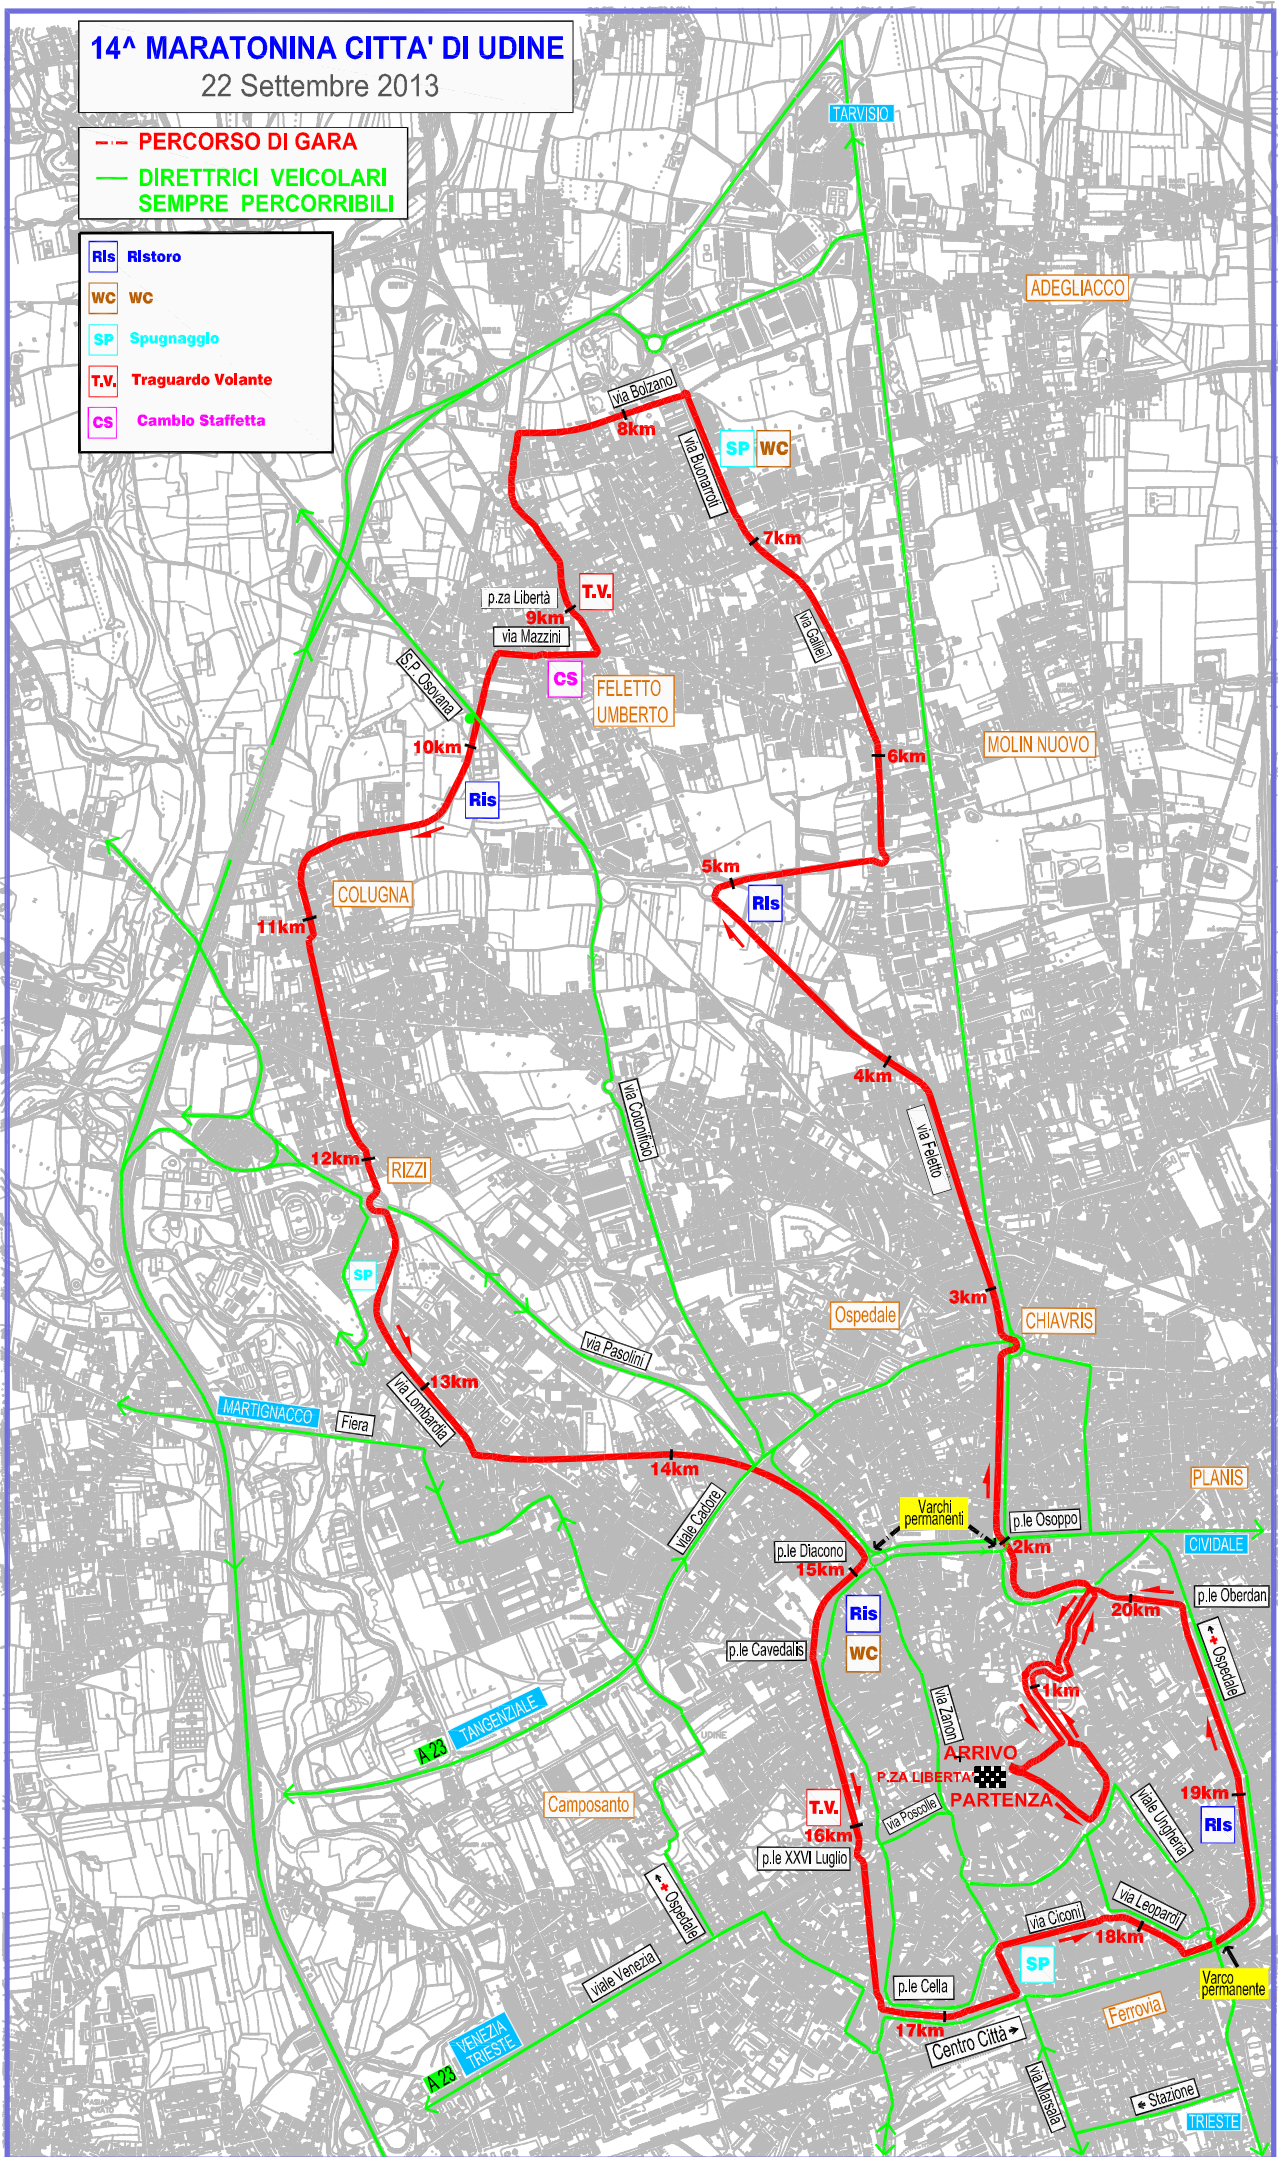 14^ MARATONINA CITTA' DI UDINE
22 Settembre 2013
PERCORSO DI GARA
DIRETTRICI VEICOLARI
SEMPRE PERCORRIBILI
RIs RIstoro
WC WC
SP Spugnaggio
T.V. Traguardo Volante
CS Cambio Staffetta
TARVISIO
ADEGLIACCO
via Bolzano
8km
via Buonarroti
SP WC
7km
p.za Libertà
T.V.
9km
via Mazzini
via Galilei
CS
FELETTO
UMBERTO
S.P. Osovana
10km
MOLIN NUOVO
6km
Ris
5km
RIs
COLUGNA
11km
4km
via Cotonificio
via Feletto
12km
RIZZI
SP
3km
Ospedale
CHIAVRIS
via Pasolini
13km
via Lombardia
MARTIGNACCO
Fiera
14km
PLANIS
viale Cadore
Varchi
permanenti
p.le Osoppo
2km
CIVIDALE
p.le Diacono
15km
p.le Oberdan
20km
Ris
WC
p.le Cavedalis
Ospedale
1km
via Zanon
TANGENZIALE
A 23
UDINE
ARRIVO
P.ZA LIBERTA'
PARTENZA
Camposanto
T.V.
16km
via Poscolle
19km
RIs
viale Ungheria
p.le XXVI Luglio
Ospedale
via Ciconi
via Leopardi
18km
viale Venezia
SP
p.le Cella
Varco
permanente
17km
Ferrovia
Centro Città
VENEZIA
TRIESTE
A 23
via Marsala
Stazione
TRIESTE